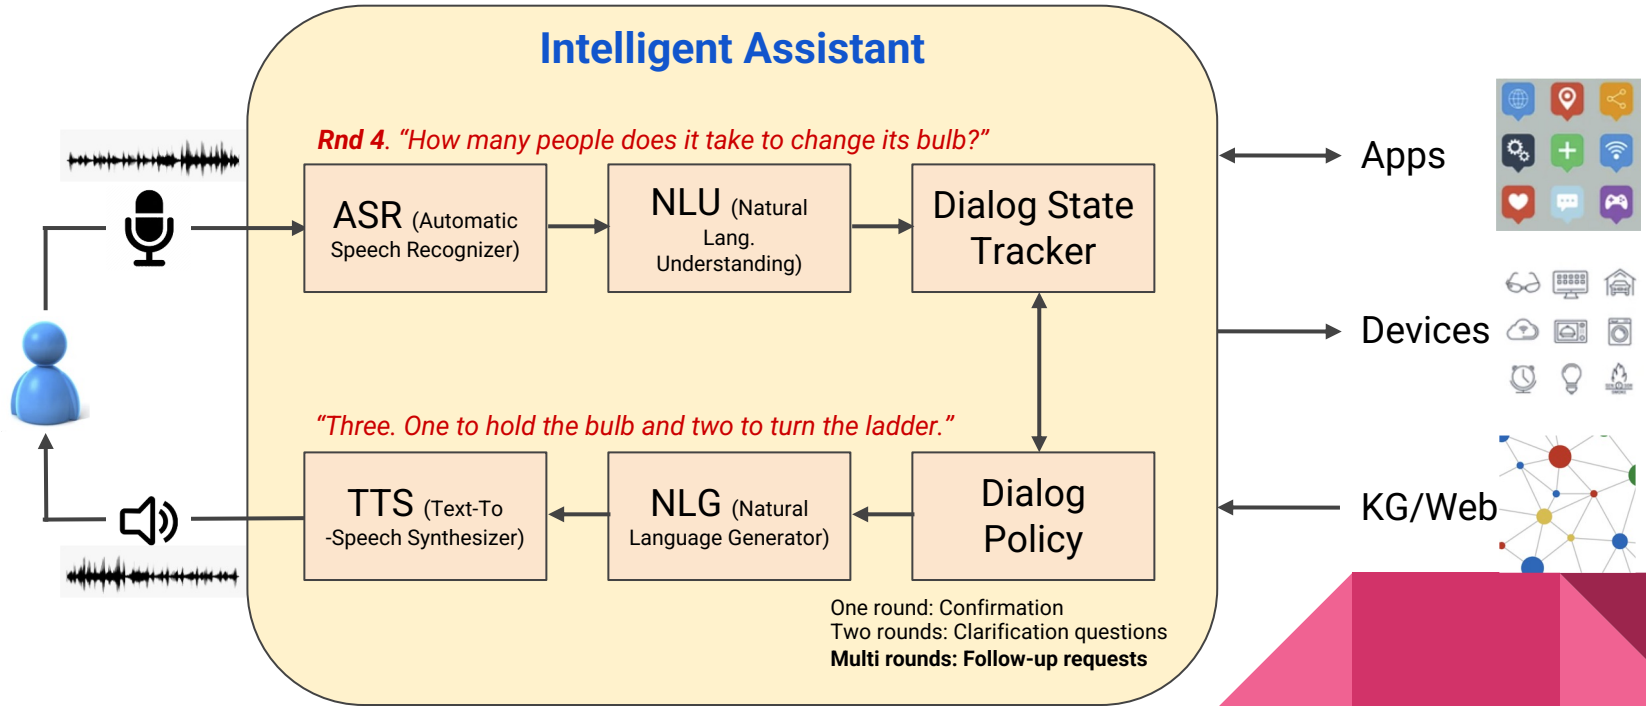 Intelligent Assistant
Rnd 4. “How many people does it take to change its bulb?”
ASR (Automatic
Speech Recognizer)
NLU (Natural
Lang.
Understanding)
Dialog State
Tracker
Apps
Devices
“Three. One to hold the bulb and two to turn the ladder.”
TTS (Text-To
-Speech Synthesizer)
NLG (Natural
Language Generator)
Dialog
Policy
KG/Web
One round: Confirmation
Two rounds: Clarification questions
Multi rounds: Follow-up requests